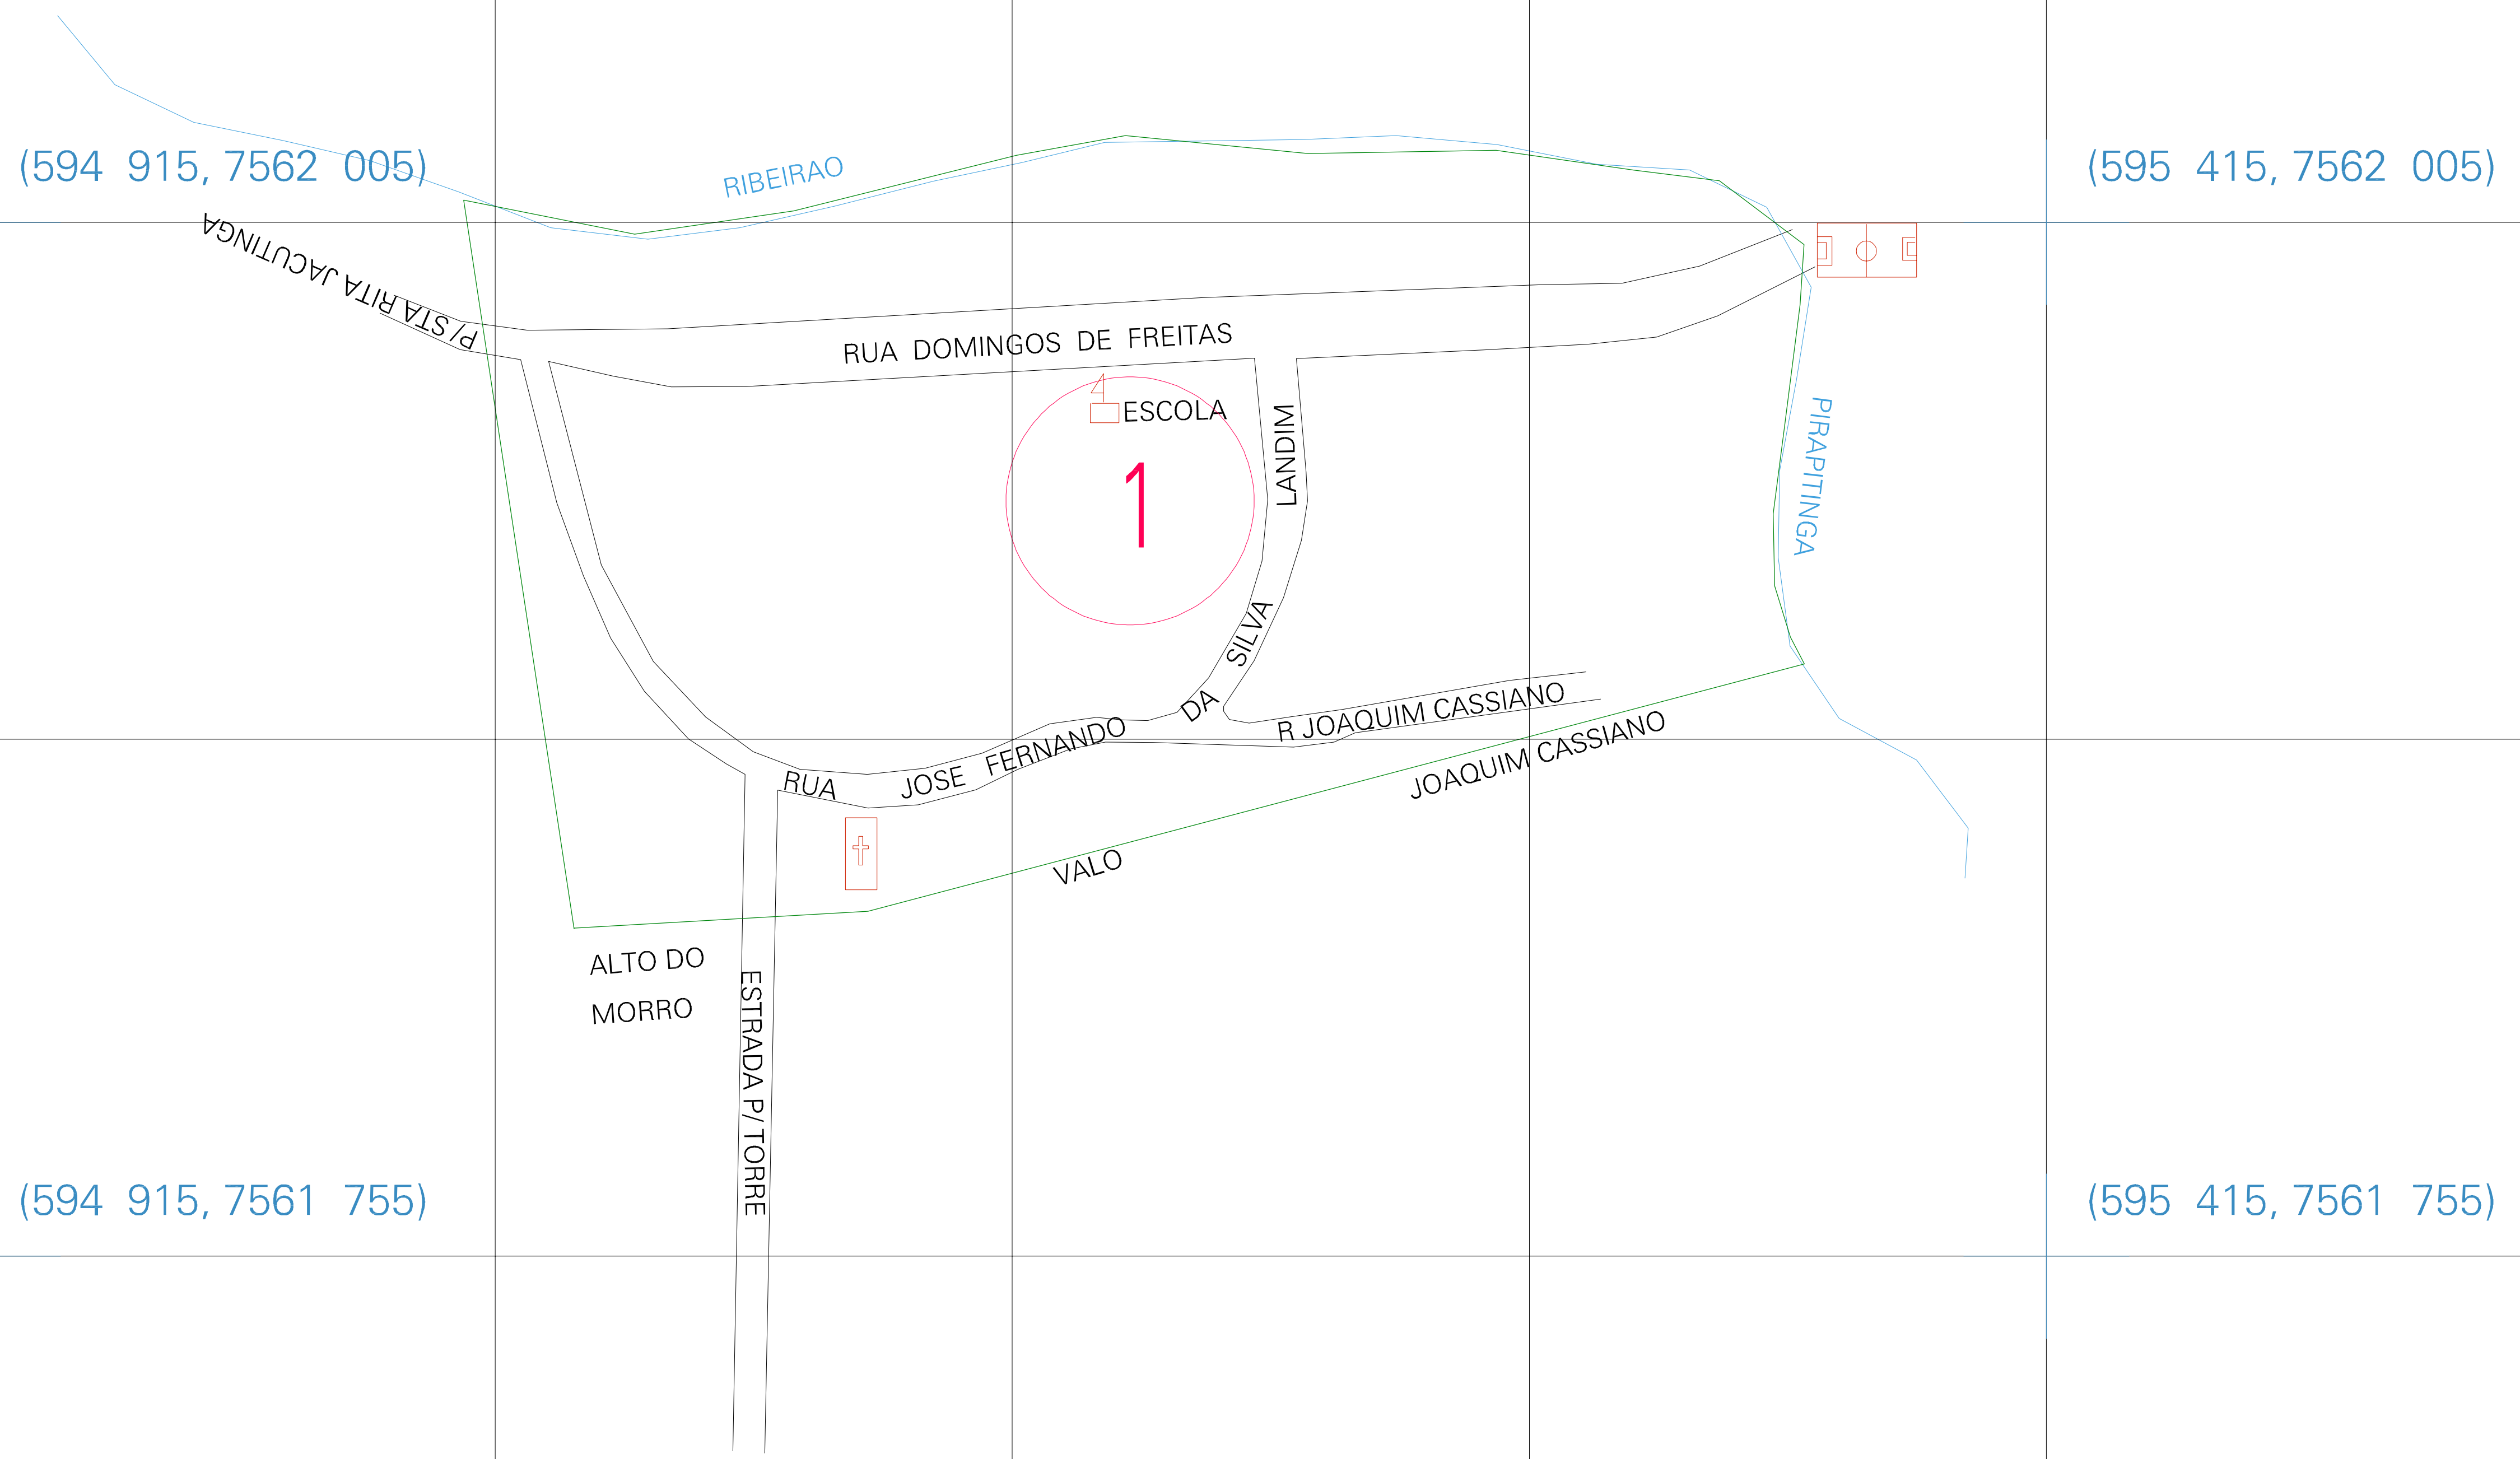 (594 915, 7562 005)
RIBEIRAO
(595 415, 7562 005)
P/ STA RITA JACUTINGA
RUA DOMINGOS DE FREITAS
ESCOLA
1
LANDIM
PIRAPITINGA
SILVA
DA
R JOAQUIM CASSIANO
FERNANDO
JOSE
RUA
JOAQUIM CASSIANO
VALO
ALTO DO
MORRO
ESTRADA P/ TORRE
(594 915, 7561 755)
(595 415, 7561 755)